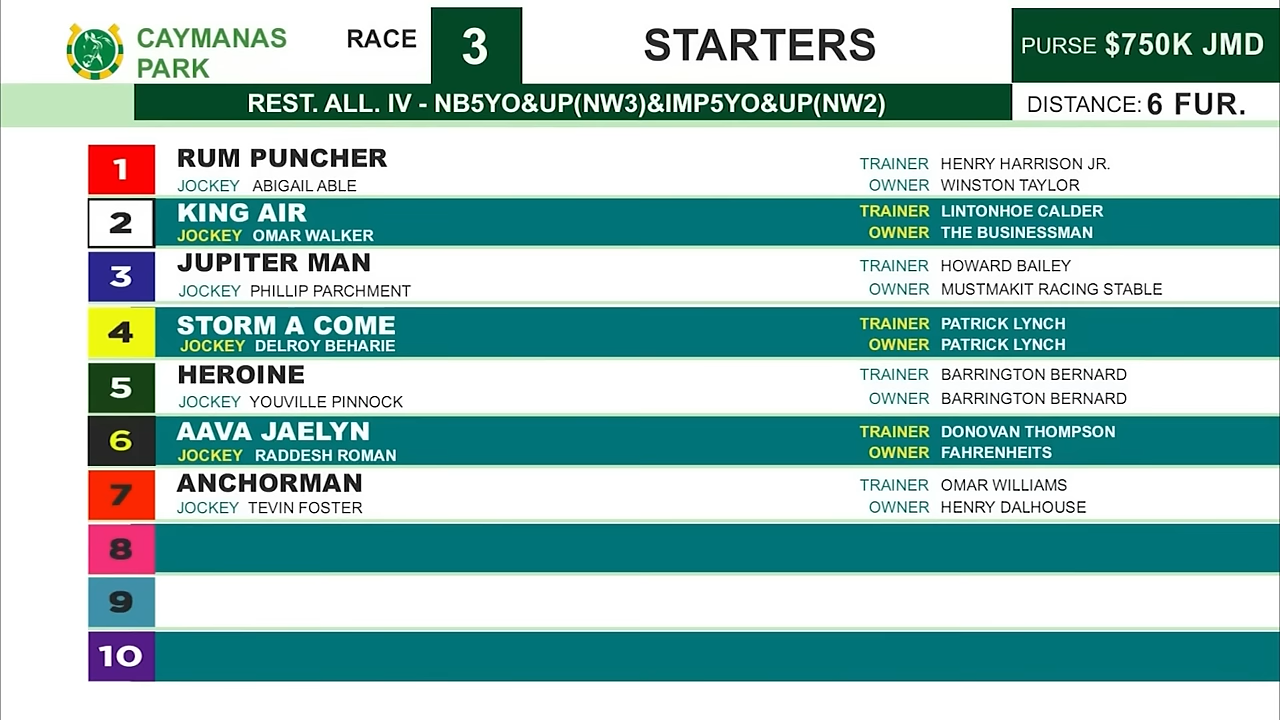 CAYMANAS
PARK
RACE 3
STARTERS
PURSE $750K JMD
REST. ALL. IV - NB5YO&UP(NW3)&IMP5YO&UP(NW2)
DISTANCE: 6 FUR.
1 RUM PUNCHER TRAINER HENRY HARRISON JR.
JOCKEY ABIGAIL ABLE OWNER WINSTON TAYLOR
2 KING AIR TRAINER LINTONHOE CALDER
JOCKEY OMAR WALKER OWNER THE BUSINESSMAN
3 JUPITER MAN TRAINER HOWARD BAILEY
JOCKEY PHILLIP PARCHMENT OWNER MUSTMAKIT RACING STABLE
4 STORM A COME TRAINER PATRICK LYNCH
JOCKEY DELROY BEHARIE OWNER PATRICK LYNCH
5 HEROINE TRAINER BARRINGTON BERNARD
JOCKEY YOUVILLE PINNOCK OWNER BARRINGTON BERNARD
6 AAVA JAELYN TRAINER DONOVAN THOMPSON
JOCKEY RADDESH ROMAN OWNER FAHRENHEITS
7 ANCHORMAN TRAINER OMAR WILLIAMS
JOCKEY TEVIN FOSTER OWNER HENRY DALHOUSE
8
9
10